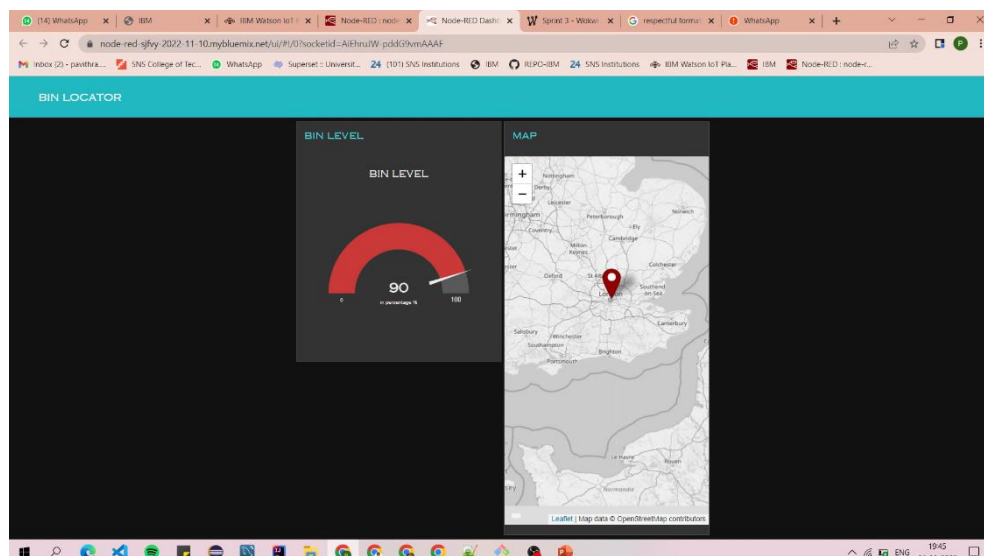 (14) WhatsApp
IBM
IBM Watson IoT P
Node-RED : node
Node-RED Dashb
Sprint 3 - Wokwi
respectful format
WhatsApp
node-red-sjfvy-2022-11-10.mybluemix.net/ui/#!/0?socketid=AiEhruJW-pddG9vmAAAF
Inbox (2) - pavithra...
SNS College of Tec...
WhatsApp
Superset :: Universit...
24 (101) SNS Institutions
IBM
REPO-IBM
24 SNS Institutions
IBM Watson IoT Pla...
IBM
Node-RED : node-r...
BIN LOCATOR
BIN LEVEL
MAP
BIN LEVEL
90
in percentage %
0
100
+
−
Nottingham
Derby
Leicester
Norwich
Peterborough
Ely
Coventry
Cambridge
Milton
Keynes
Colchester
Oxford
St Alb
Southend
-on-Sea
Canterbury
Salisbury
Winchester
Southampton
Brighton
Portsmouth
Le Havre
Rouen
Normandie
Leaflet | Map data © OpenStreetMap contributors
ENG
19:45